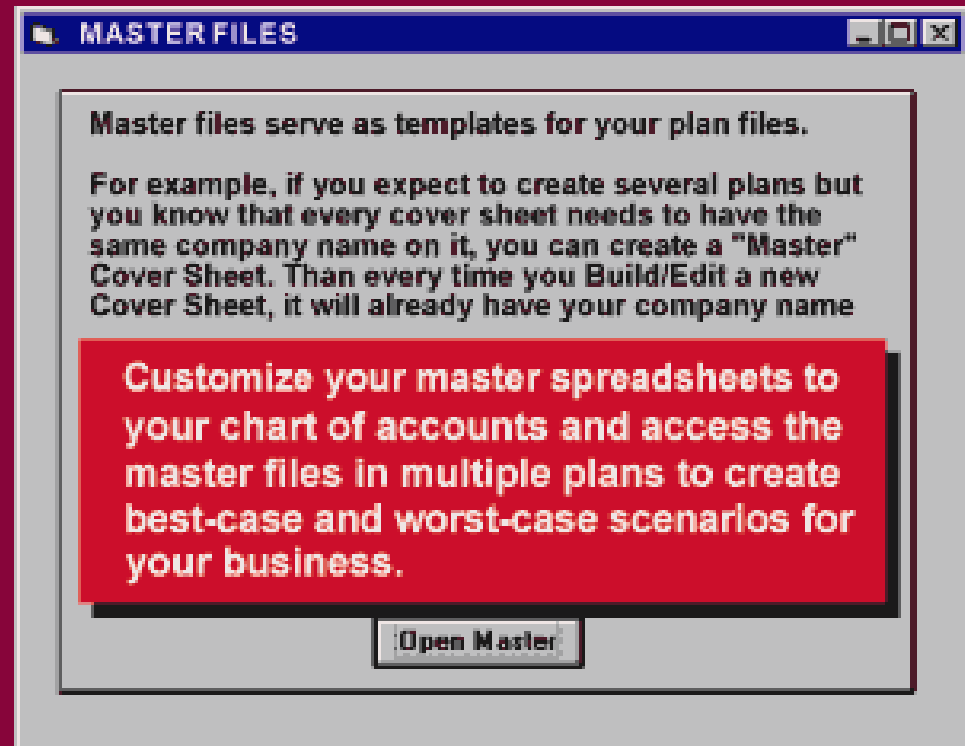 MASTER FILES
Master files serve as templates for your plan files.
For example, if you expect to create several plans but
you know that every cover sheet needs to have the
same company name on it, you can create a "Master"
Cover Sheet. Than every time you Build/Edit a new
Cover Sheet, it will already have your company name
Customize your master spreadsheets to
your chart of accounts and access the
master files in multiple plans to create
best-case and worst-case scenarios for
your business.
Open Master